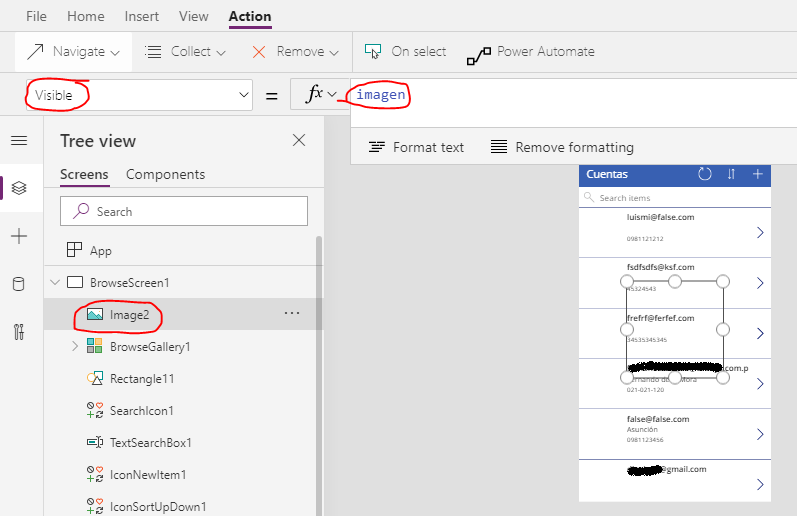 File Home Insert View Action
Navigate Collect Remove On select Power Automate
Visible = fx imagen
Format text Remove formatting
Tree view
Screens Components
Search
App
BrowseScreen1
Image2 ...
BrowseGallery1
Rectangle11
SearchIcon1
TextSearchBox1
IconNewItem1
IconSortUpDown1
Cuentas
Search items
luismi@false.com
0981121212
fsdfsdfs@ksf.com
45324543
frefrf@ferfef.com
34535345345
.com.p
Fernando de
021-021-120
false@false.com
Asunción
0981123456
@gmail.com